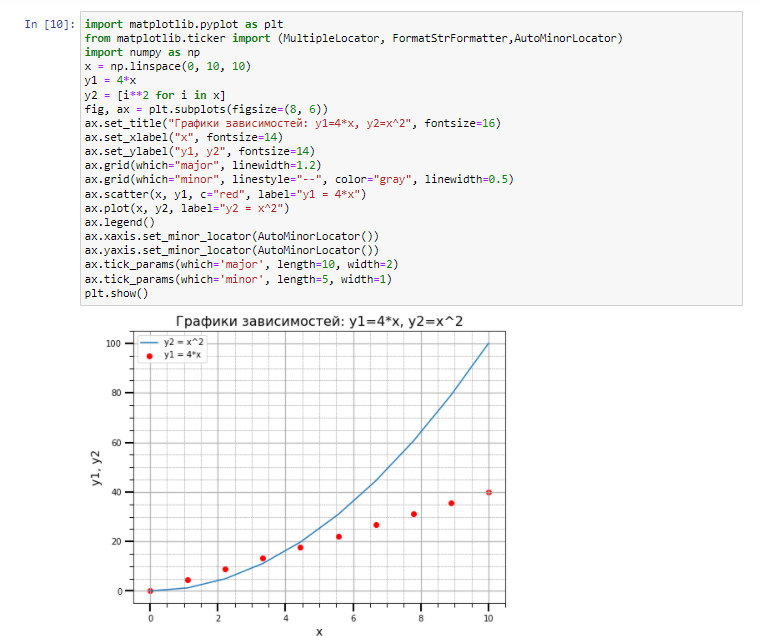 In [10]: import matplotlib.pyplot as plt
from matplotlib.ticker import (MultipleLocator, FormatStrFormatter,AutoMinorLocator)
import numpy as np
x = np.linspace(0, 10, 10)
y1 = 4*x
y2 = [i**2 for i in x]
fig, ax = plt.subplots(figsize=(8, 6))
ax.set_title("Графики зависимостей: y1=4*x, y2=x^2", fontsize=16)
ax.set_xlabel("x", fontsize=14)
ax.set_ylabel("y1, y2", fontsize=14)
ax.grid(which="major", linewidth=1.2)
ax.grid(which="minor", linestyle="--", color="gray", linewidth=0.5)
ax.scatter(x, y1, c="red", label="y1 = 4*x")
ax.plot(x, y2, label="y2 = x^2")
ax.legend()
ax.xaxis.set_minor_locator(AutoMinorLocator())
ax.yaxis.set_minor_locator(AutoMinorLocator())
ax.tick_params(which='major', length=10, width=2)
ax.tick_params(which='minor', length=5, width=1)
plt.show()
Графики зависимостей: y1=4*x, y2=x^2
y2 = x^2
y1 = 4*x
100
80
60
40
20
0
y1, y2
0 2 4 6 8 10
x